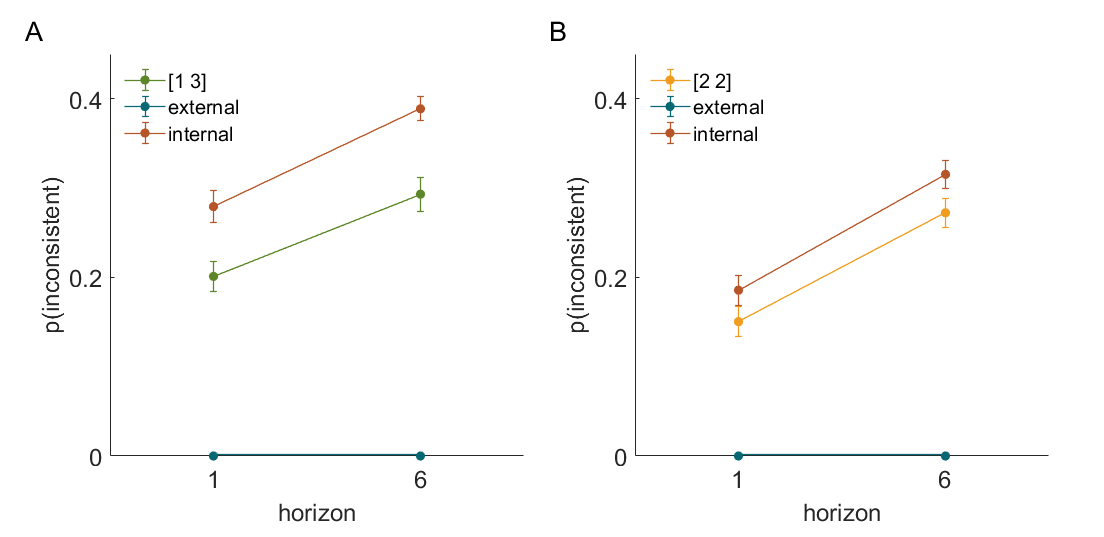 A
[1 3]
external
internal
0.4
0.2
0
p(inconsistent)
1
6
horizon
B
[2 2]
external
internal
0.4
0.2
0
p(inconsistent)
1
6
horizon